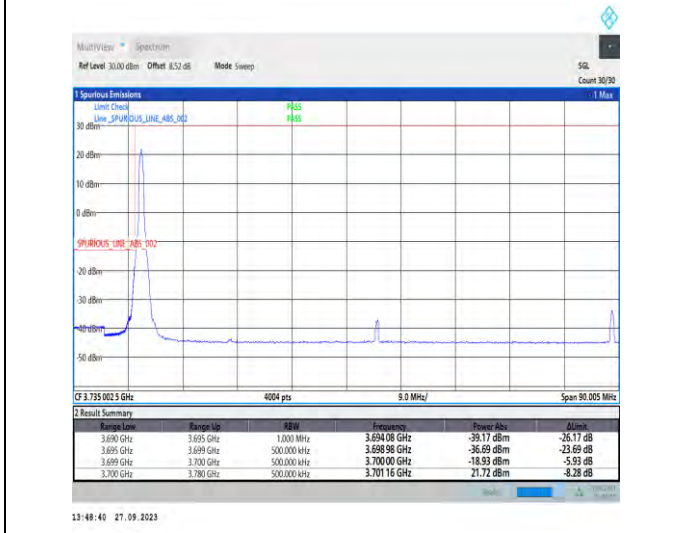 MultiView Spectrum
Ref Level 30.00 dBm Offset 8.52 dB Mode Sweep SGL
Count 30/30
1 Spurious Emissions 1 Max
Limit Check PASS
Line _SPURIOUS_LINE_ABS_002 PASS
30 dBm
20 dBm
10 dBm
0 dBm
SPURIOUS_LINE_ABS_002
-20 dBm
-30 dBm
-40 dBm
-50 dBm
CF 3.735 002 5 GHz 4004 pts 9.0 MHz/ Span 90.005 MHz
2 Result Summary
Range Low Range Up RBW Frequency Power Abs ΔLimit
3.690 GHz 3.695 GHz 1.000 MHz 3.694 08 GHz -39.17 dBm -26.17 dB
3.695 GHz 3.699 GHz 500.000 kHz 3.698 98 GHz -36.69 dBm -23.69 dB
3.699 GHz 3.700 GHz 500.000 kHz 3.700 00 GHz -18.93 dBm -5.93 dB
3.700 GHz 3.780 GHz 500.000 kHz 3.701 16 GHz 21.72 dBm -8.28 dB
13:48:40 27.09.2023